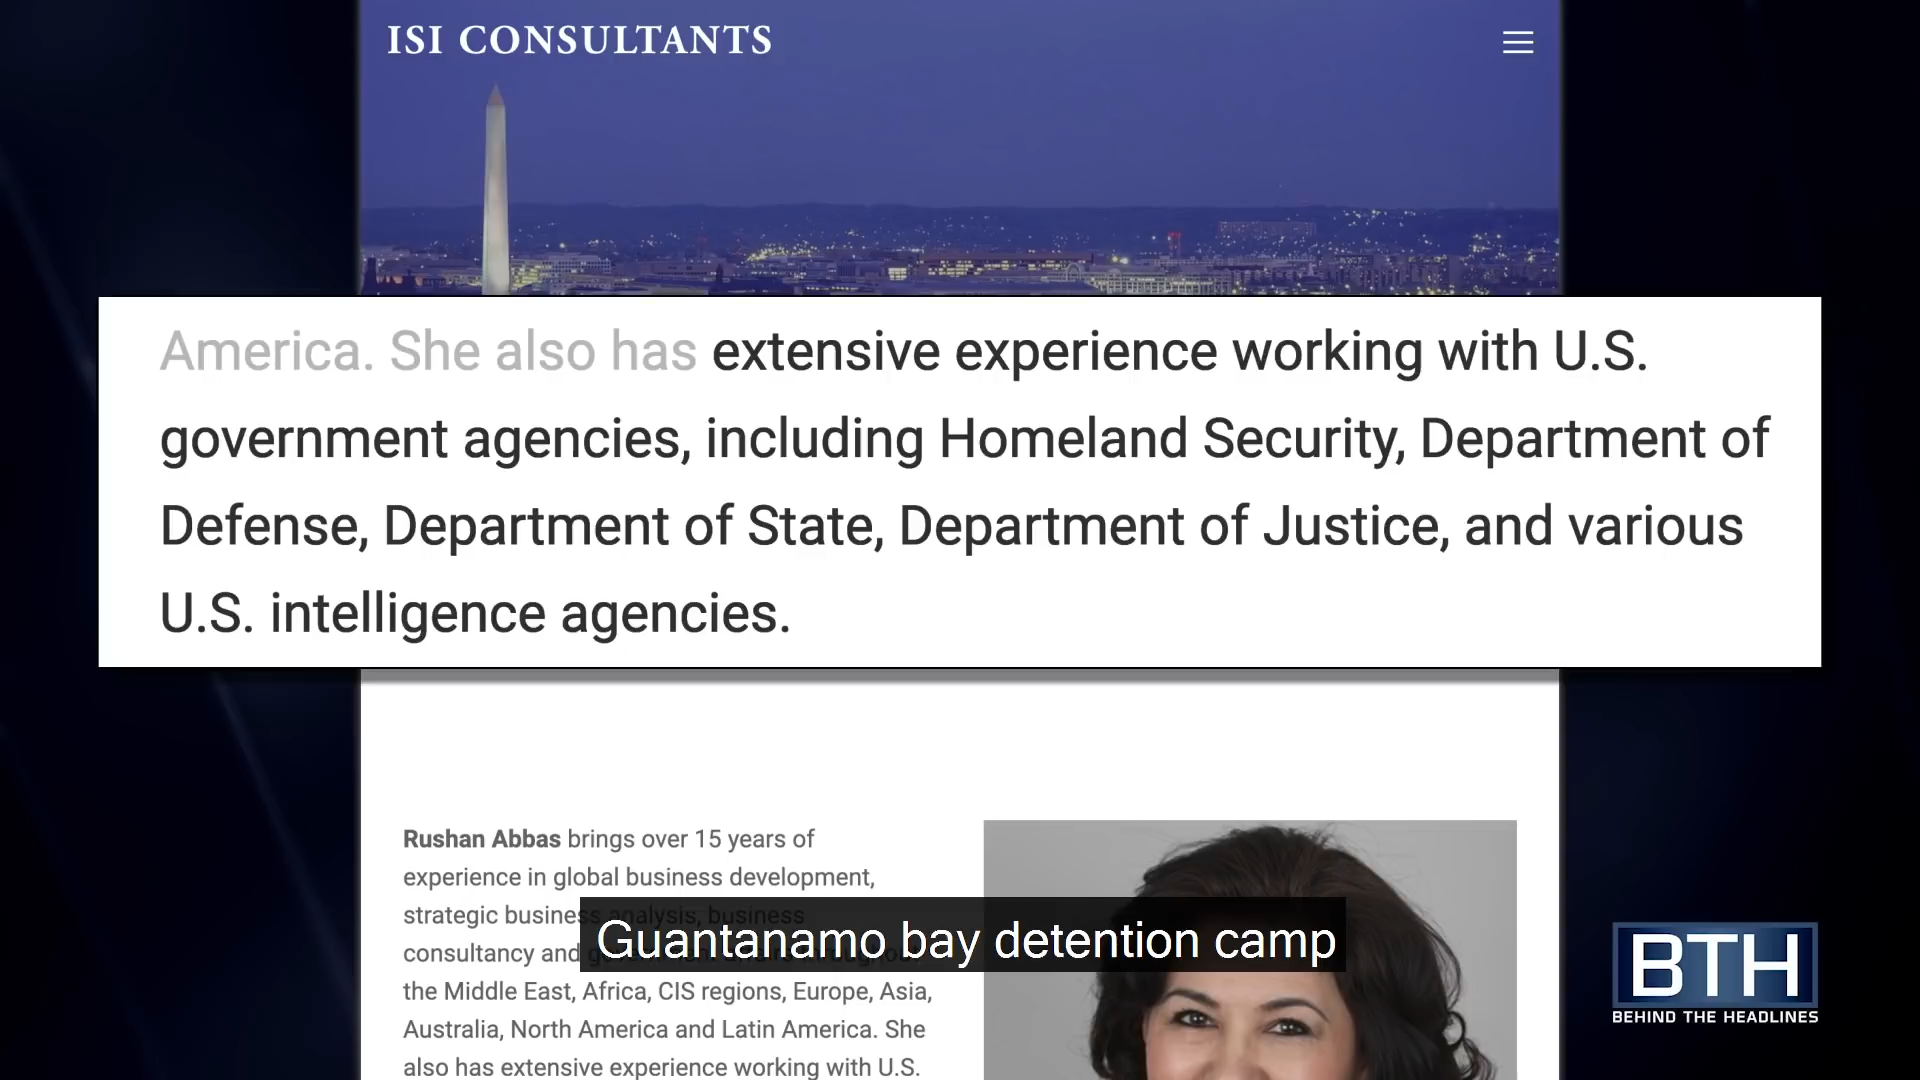 ISI CONSULTANTS
America. She also has extensive experience working with U.S.
government agencies, including Homeland Security, Department of
Defense, Department of State, Department of Justice, and various
U.S. intelligence agencies.
Rushan Abbas brings over 15 years of
experience in global business development,
strategic business analysis, business
consultancy and
the Middle East, Africa, CIS regions, Europe, Asia,
Australia, North America and Latin America. She
also has extensive experience working with U.S.
Guantanamo bay detention camp
BTH
BEHIND THE HEADLINES